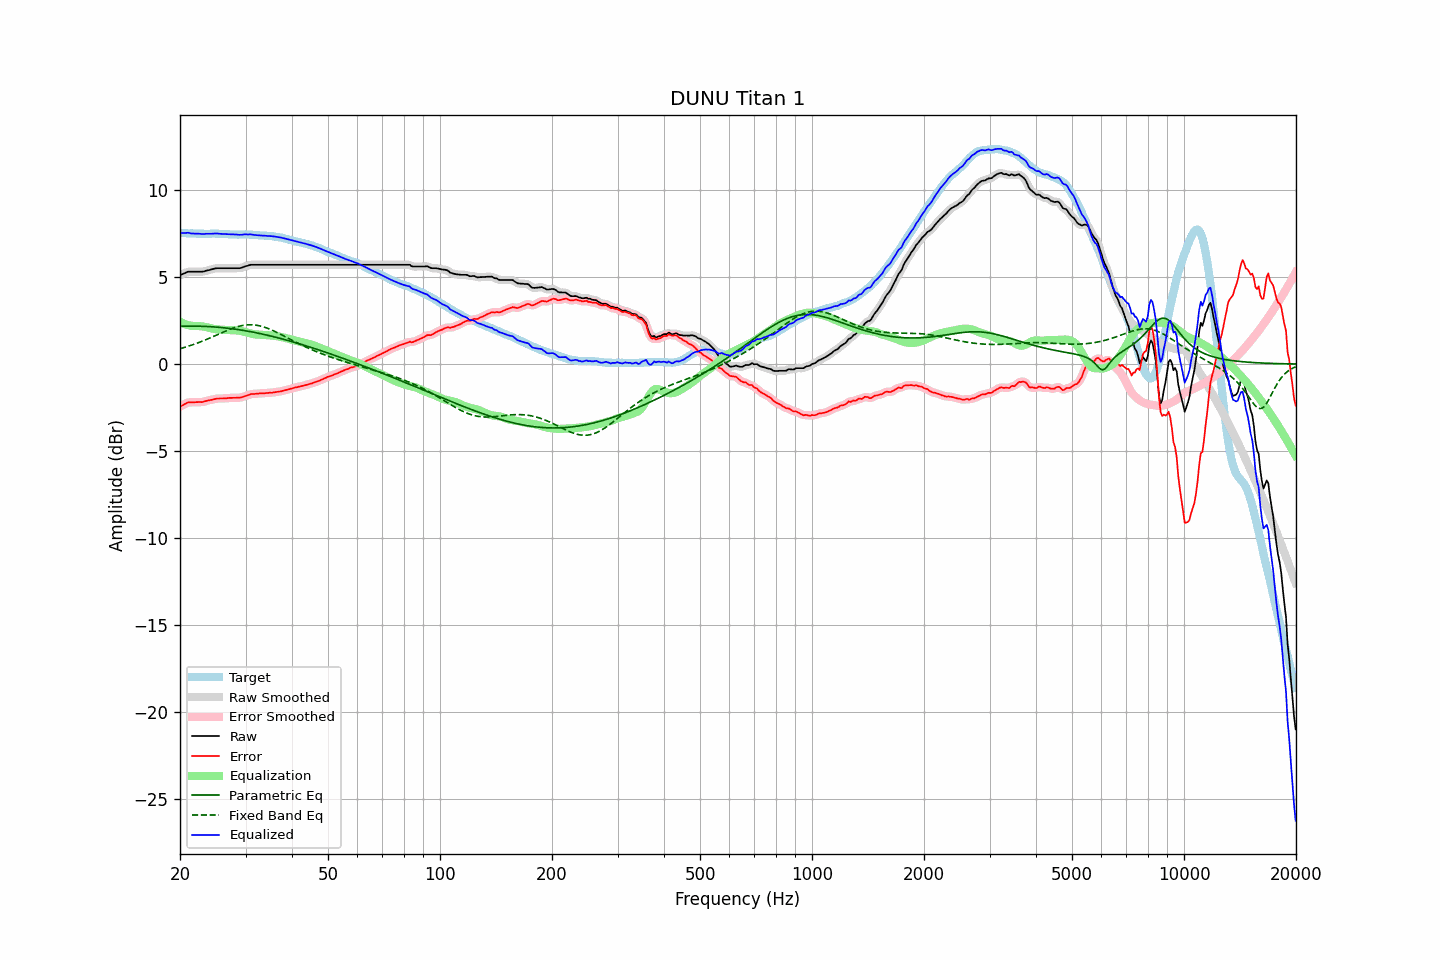 DUNU Titan 1
Amplitude (dBr)
10
5
0
−5
−10
−15
−20
−25
Target
Raw Smoothed
Error Smoothed
Raw
Error
Equalization
Parametric Eq
Fixed Band Eq
Equalized
20 50 100 200 500 1000 2000 5000 10000 20000
Frequency (Hz)